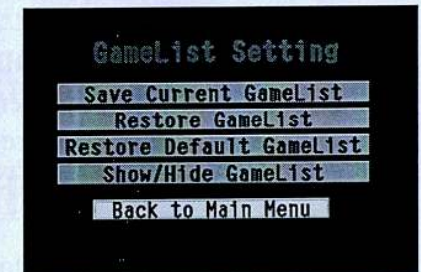 GameList Setting
Save Current GameList
Restore GameList
Restore Default GameList
Show/Hide GameList
Back to Main Menu